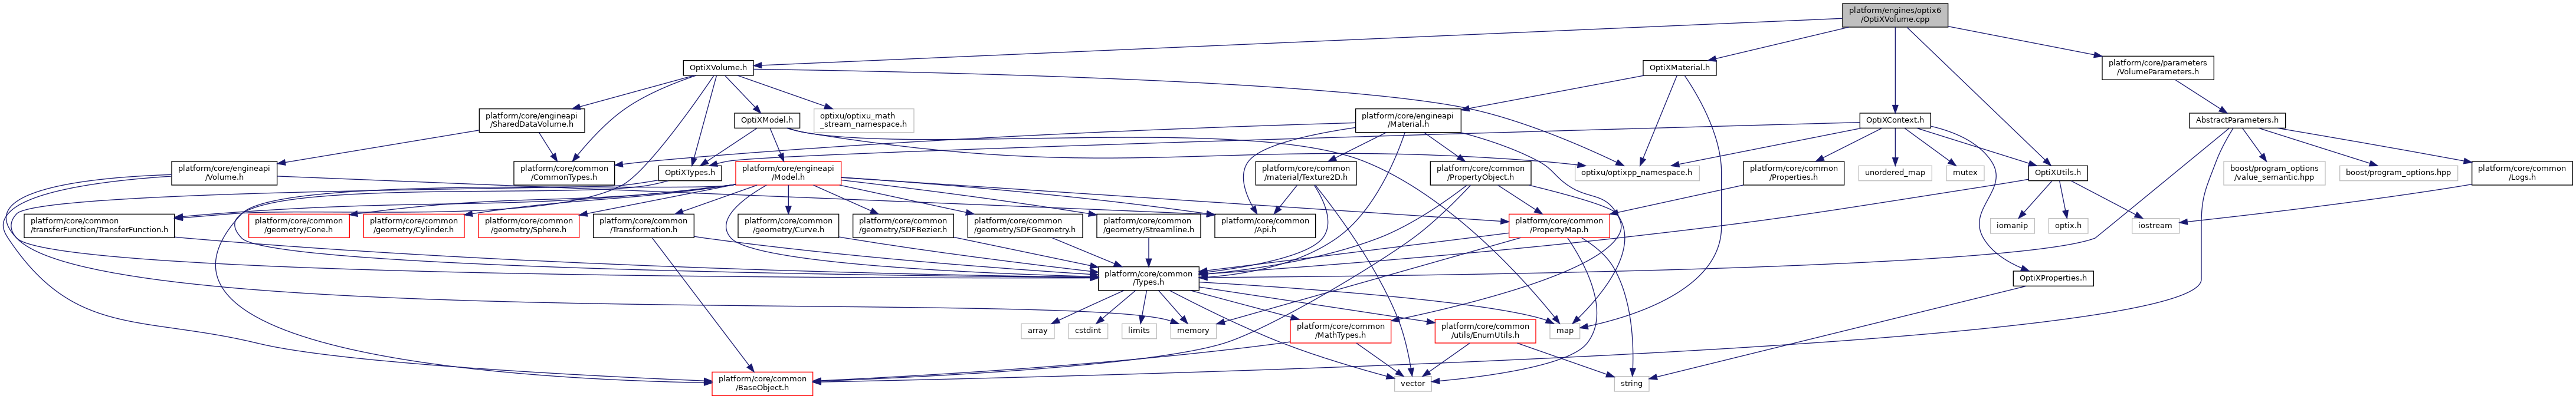 platform/engines/optix6
/OptiXVolume.cpp
OptiXVolume.h
OptiXMaterial.h
platform/core/parameters
/VolumeParameters.h
platform/core/engineapi
/SharedDataVolume.h
OptiXModel.h
optixu/optixu_math
_stream_namespace.h
platform/core/engineapi
/Material.h
OptiXContext.h
AbstractParameters.h
platform/core/engineapi
/Volume.h
platform/core/common
/CommonTypes.h
OptiXTypes.h
platform/core/engineapi
/Model.h
platform/core/common
/material/Texture2D.h
platform/core/common
/PropertyObject.h
optixu/optixpp_namespace.h
platform/core/common
/Properties.h
unordered_map
mutex
OptiXUtils.h
boost/program_options
/value_semantic.hpp
boost/program_options.hpp
platform/core/common
/Logs.h
platform/core/common
/transferFunction/TransferFunction.h
platform/core/common
/geometry/Cone.h
platform/core/common
/geometry/Cylinder.h
platform/core/common
/geometry/Sphere.h
platform/core/common
/Transformation.h
platform/core/common
/geometry/Curve.h
platform/core/common
/geometry/SDFBezier.h
platform/core/common
/geometry/SDFGeometry.h
platform/core/common
/geometry/Streamline.h
platform/core/common
/Api.h
platform/core/common
/PropertyMap.h
iomanip
optix.h
iostream
platform/core/common
/Types.h
OptiXProperties.h
array
cstdint
limits
memory
platform/core/common
/MathTypes.h
platform/core/common
/utils/EnumUtils.h
map
platform/core/common
/BaseObject.h
vector
string